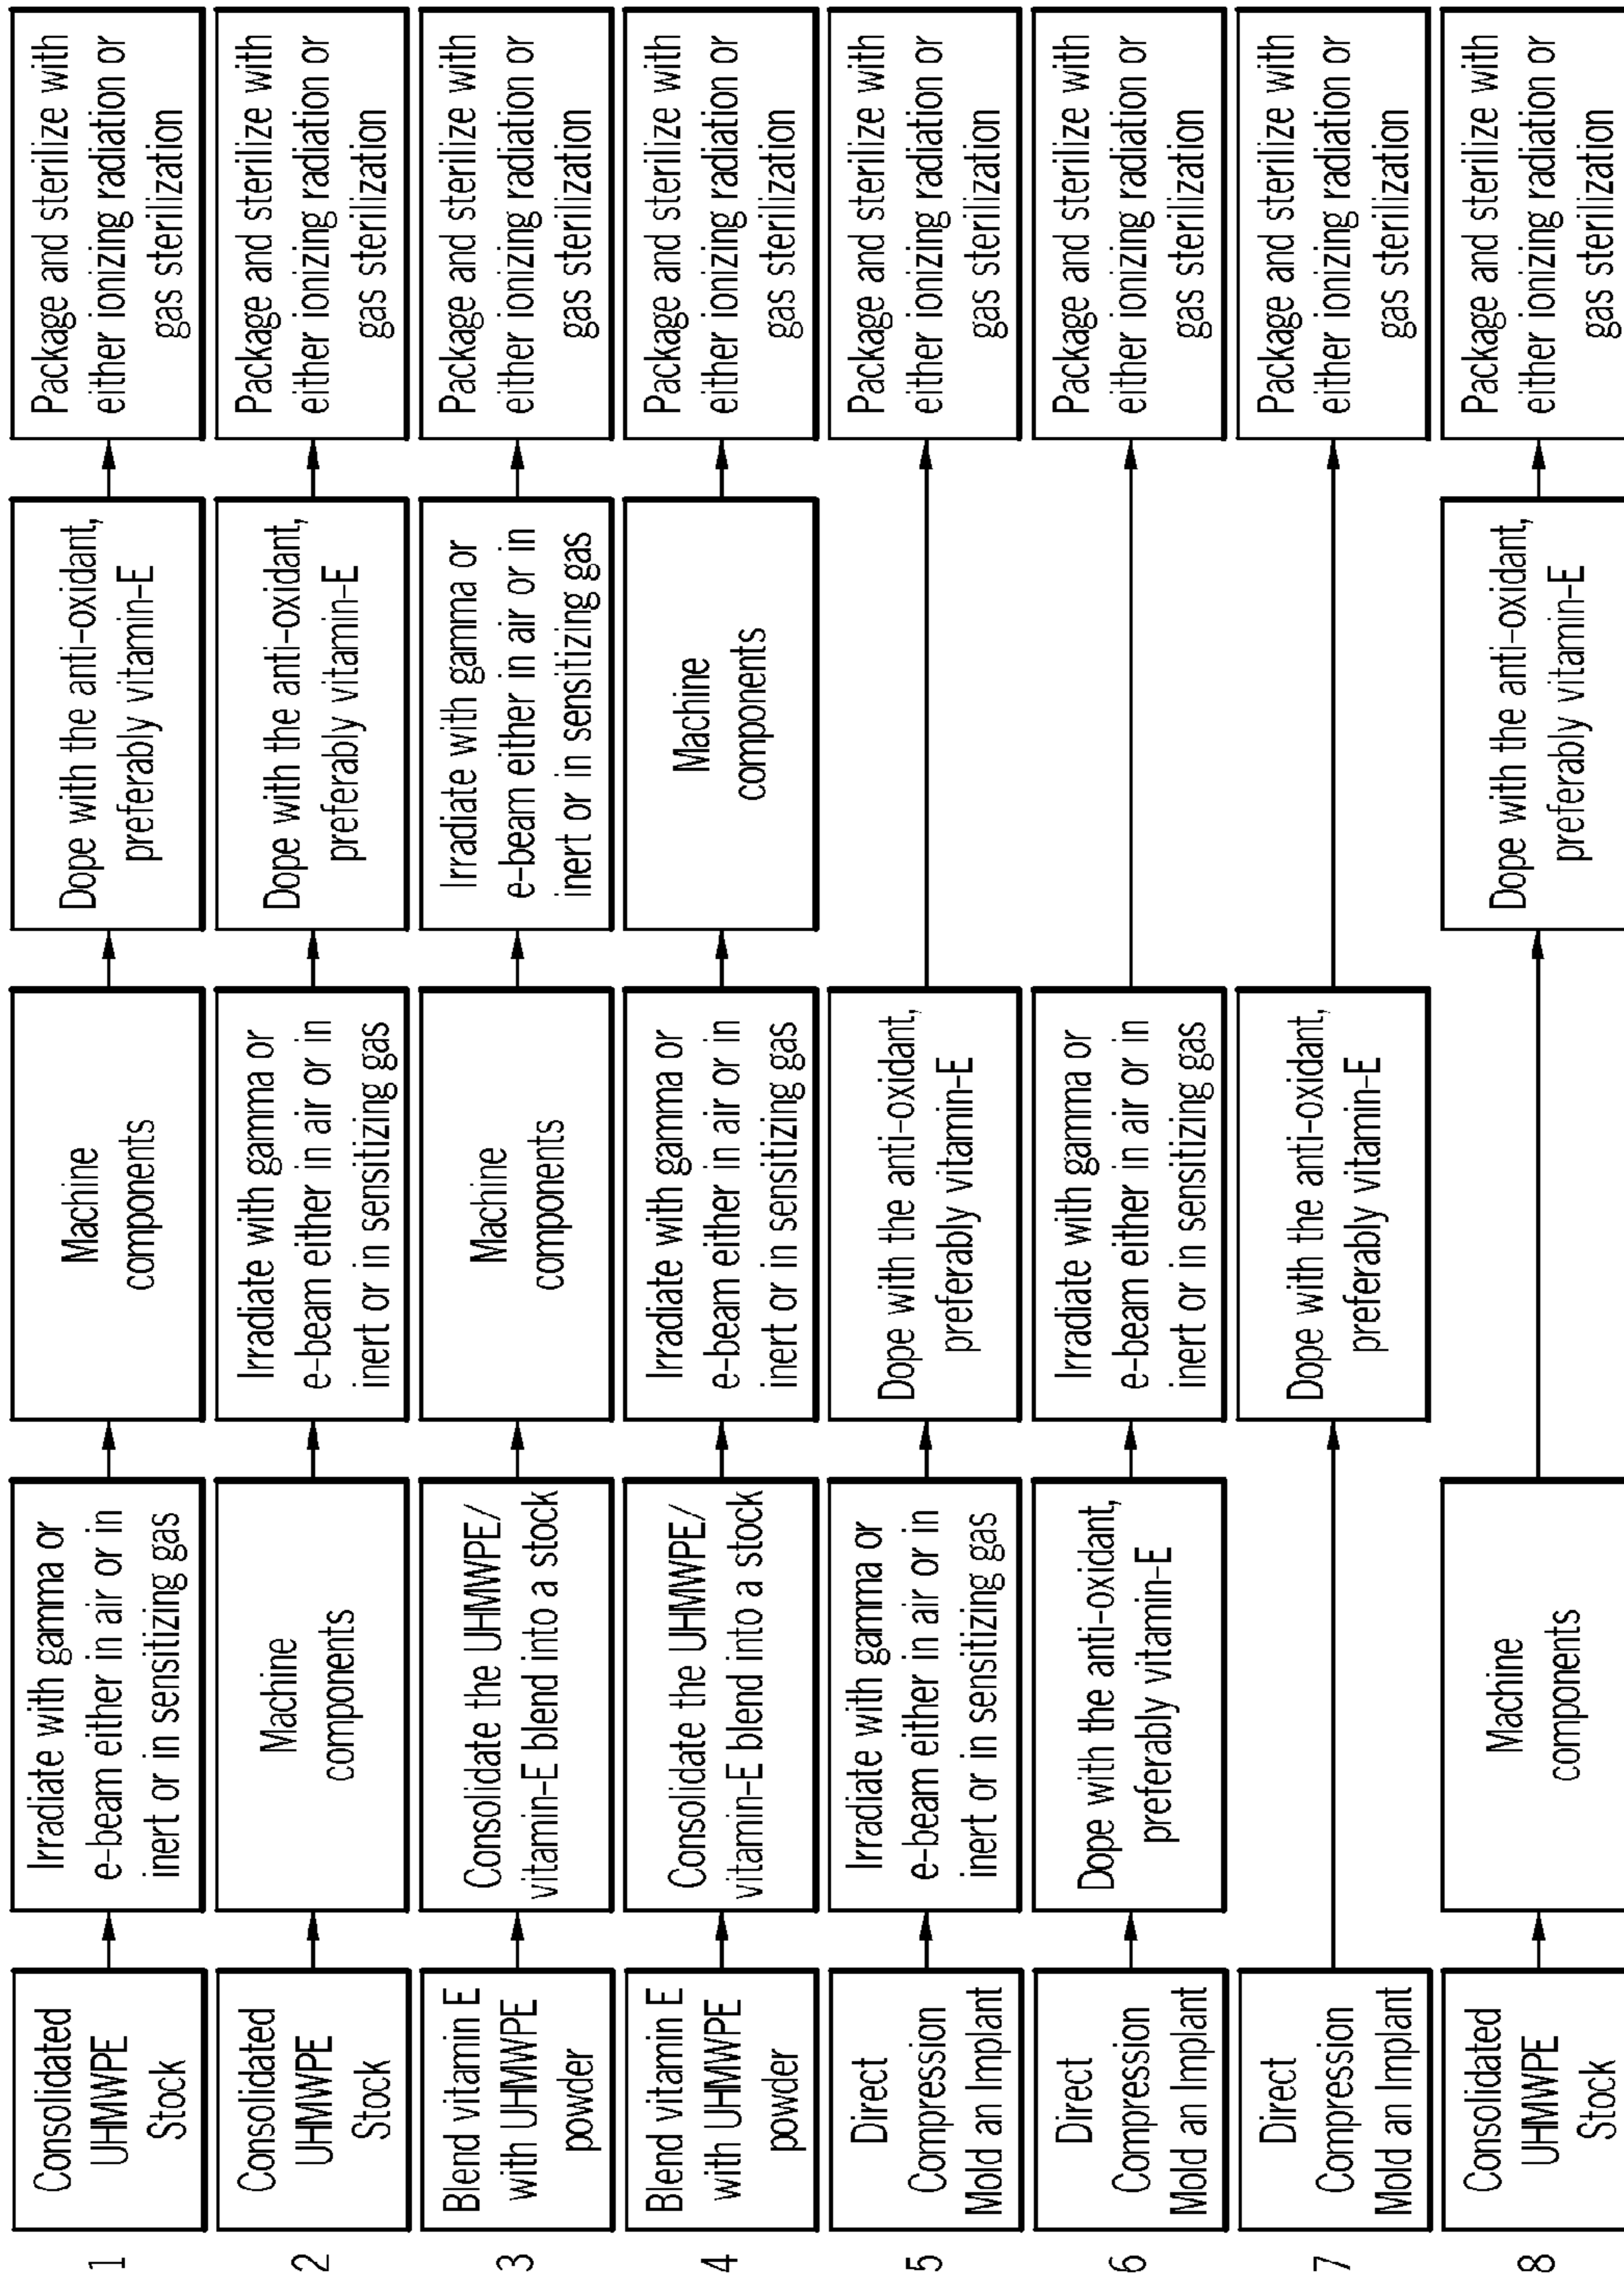 1
Consolidated
UHMWPE
Stock
Irradiate with gamma or
e-beam either in air or in
inert or in sensitizing gas
Machine
components
Dope with the anti-oxidant,
preferably vitamin-E
Package and sterilize with
either ionizing radiation or
gas sterilization
2
Consolidated
UHMWPE
Stock
Machine
components
Irradiate with gamma or
e-beam either in air or in
inert or in sensitizing gas
Dope with the anti-oxidant,
preferably vitamin-E
Package and sterilize with
either ionizing radiation or
gas sterilization
3
Blend vitamin E
with UHMWPE
powder
Consolidate the UHMWPE/
vitamin-E blend into a stock
Machine
components
Irradiate with gamma or
e-beam either in air or in
inert or in sensitizing gas
Package and sterilize with
either ionizing radiation or
gas sterilization
4
Blend vitamin E
with UHMWPE
powder
Consolidate the UHMWPE/
vitamin-E blend into a stock
Irradiate with gamma or
e-beam either in air or in
inert or in sensitizing gas
Machine
components
Package and sterilize with
either ionizing radiation or
gas sterilization
5
Direct
Compression
Mold an Implant
Irradiate with gamma or
e-beam either in air or in
inert or in sensitizing gas
Dope with the anti-oxidant,
preferably vitamin-E
Package and sterilize with
either ionizing radiation or
gas sterilization
6
Direct
Compression
Mold an Implant
Dope with the anti-oxidant,
preferably vitamin-E
Irradiate with gamma or
e-beam either in air or in
inert or in sensitizing gas
Package and sterilize with
either ionizing radiation or
gas sterilization
7
Direct
Compression
Mold an Implant
Dope with the anti-oxidant,
preferably vitamin-E
Package and sterilize with
either ionizing radiation or
gas sterilization
8
Consolidated
UHMWPE
Stock
Machine
components
Dope with the anti-oxidant,
preferably vitamin-E
Package and sterilize with
either ionizing radiation or
gas sterilization